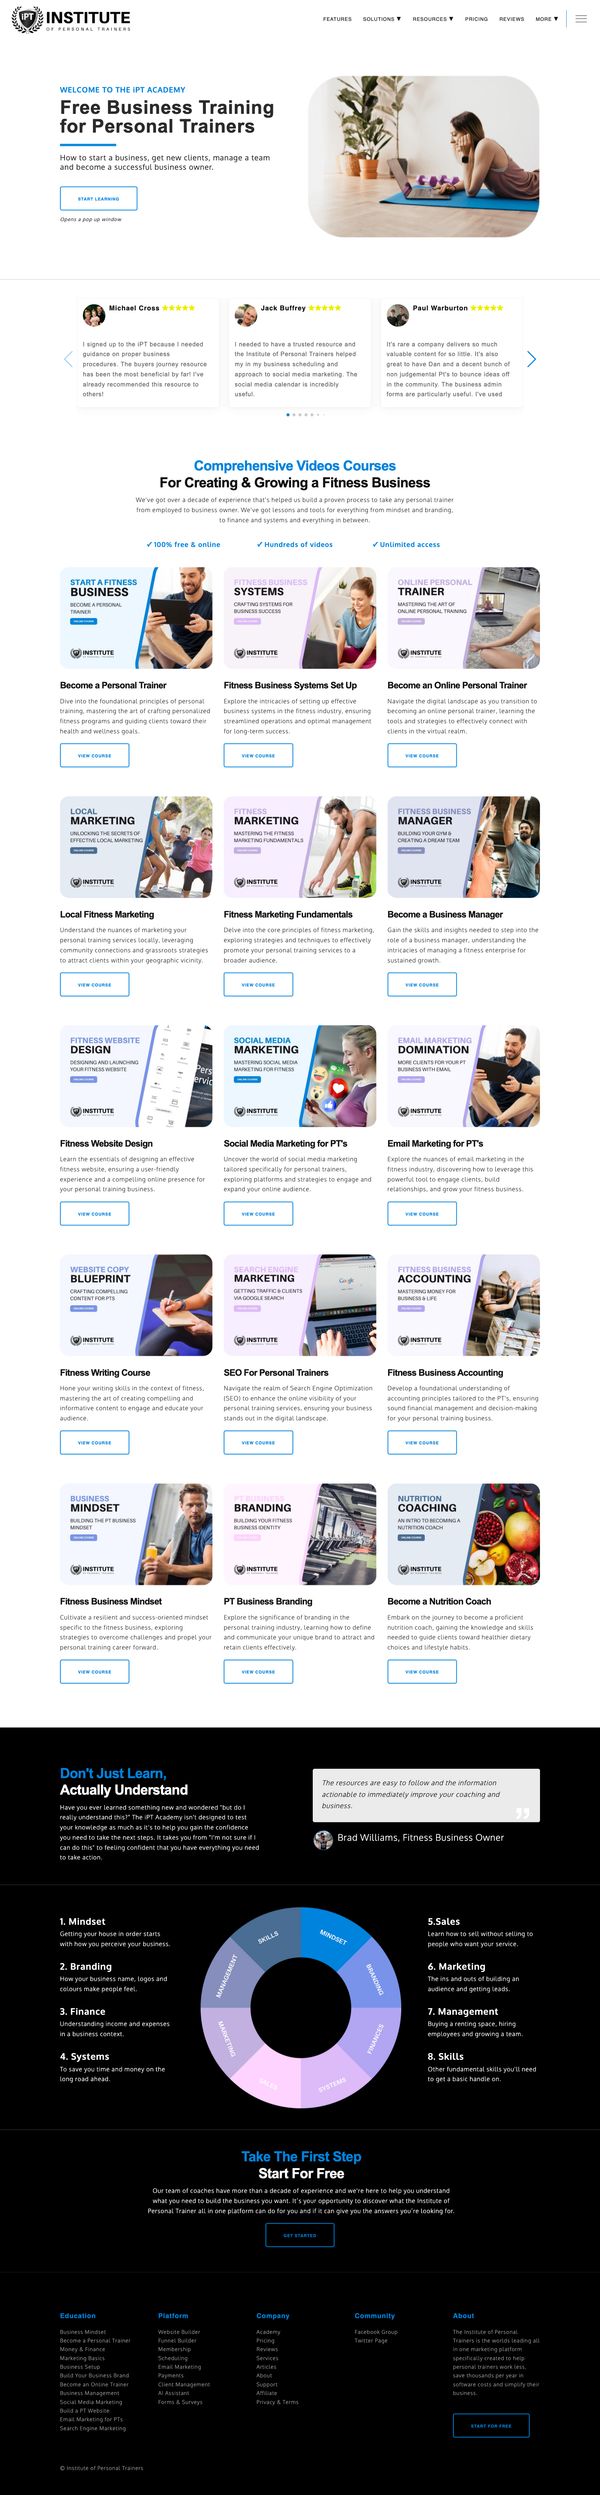 iPT INSTITUTE
OF PERSONAL TRAINERS
FEATURES SOLUTIONS ▼ RESOURCES ▼ PRICING REVIEWS MORE ▼
WELCOME TO THE iPT ACADEMY
Free Business Training
for Personal Trainers
How to start a business, get new clients, manage a team
and become a successful business owner.
START LEARNING
Opens a pop up window
Michael Cross
I signed up to the iPT because I needed
guidance on proper business
procedures. The buyers journey resource
has been the most beneficial by far! I've
already recommended this resource to
others!
Jack Buffrey
I needed to have a trusted resource and
the Institute of Personal Trainers helped
my in my business scheduling and
approach to social media marketing. The
social media calendar is incredibly
useful.
Paul Warburton
It's rare a company delivers so much
valuable content for so little. It's also
great to have Dan and a decent bunch of
non judgemental Pt's to bounce ideas off
in the community. The business admin
forms are particularly useful. I've used
Comprehensive Videos Courses
For Creating & Growing a Fitness Business
We've got over a decade of experience that's helped us build a proven process to take any personal trainer
from employed to business owner. We've got lessons and tools for everything from mindset and branding,
to finance and systems and everything in between.
✓ 100% free & online ✓ Hundreds of videos ✓ Unlimited access
START A FITNESS
BUSINESS
BECOME A PERSONAL
TRAINER
ONLINE COURSE
INSTITUTE
FITNESS BUSINESS
SYSTEMS
CRAFTING SYSTEMS FOR
BUSINESS SUCCESS
ONLINE COURSE
INSTITUTE
ONLINE PERSONAL
TRAINER
MASTERING THE ART OF
ONLINE PERSONAL TRAINING
ONLINE COURSE
INSTITUTE
Become a Personal Trainer
Dive into the foundational principles of personal
training, mastering the art of crafting personalized
fitness programs and guiding clients toward their
health and wellness goals.
VIEW COURSE
Fitness Business Systems Set Up
Explore the intricacies of setting up effective
business systems in the fitness industry, ensuring
streamlined operations and optimal management
for long-term success.
VIEW COURSE
Become an Online Personal Trainer
Navigate the digital landscape as you transition to
becoming an online personal trainer, learning the
tools and strategies to effectively connect with
clients in the virtual realm.
VIEW COURSE
LOCAL
MARKETING
UNLOCKING THE SECRETS OF
EFFECTIVE LOCAL MARKETING
ONLINE COURSE
INSTITUTE
FITNESS
MARKETING
MASTERING THE FITNESS
MARKETING FUNDAMENTALS
ONLINE COURSE
INSTITUTE
FITNESS BUSINESS
MANAGER
BUILDING YOUR GYM &
CREATING A DREAM TEAM
ONLINE COURSE
INSTITUTE
Local Fitness Marketing
Understand the nuances of marketing your
personal training services locally, leveraging
community connections and grassroots strategies
to attract clients within your geographic vicinity.
VIEW COURSE
Fitness Marketing Fundamentals
Delve into the core principles of fitness marketing,
exploring strategies and techniques to effectively
promote your personal training services to a
broader audience.
VIEW COURSE
Become a Business Manager
Gain the skills and insights needed to step into the
role of a business manager, understanding the
intricacies of managing a fitness enterprise for
sustained growth.
VIEW COURSE
FITNESS WEBSITE
DESIGN
DESIGNING AND LAUNCHING
YOUR FITNESS WEBSITE
ONLINE COURSE
INSTITUTE
SOCIAL MEDIA
MARKETING
MASTERING SOCIAL MEDIA
MARKETING FOR FITNESS
ONLINE COURSE
INSTITUTE
EMAIL MARKETING
DOMINATION
MORE CLIENTS FOR YOUR PT
BUSINESS WITH EMAIL
ONLINE COURSE
INSTITUTE
Fitness Website Design
Learn the essentials of designing an effective
fitness website, ensuring a user-friendly
experience and a compelling online presence for
your personal training business.
VIEW COURSE
Social Media Marketing for PT's
Uncover the world of social media marketing
tailored specifically for personal trainers,
exploring platforms and strategies to engage and
expand your online audience.
VIEW COURSE
Email Marketing for PT's
Explore the nuances of email marketing in the
fitness industry, discovering how to leverage this
powerful tool to engage clients, build
relationships, and grow your fitness business.
VIEW COURSE
WEBSITE COPY
BLUEPRINT
CRAFTING COMPELLING
CONTENT FOR PTS
ONLINE COURSE
INSTITUTE
SEARCH ENGINE
MARKETING
GETTING TRAFFIC & CLIENTS
VIA GOOGLE SEARCH
ONLINE COURSE
INSTITUTE
Google
FITNESS BUSINESS
ACCOUNTING
MASTERING MONEY FOR
BUSINESS & LIFE
ONLINE COURSE
INSTITUTE
Fitness Writing Course
Hone your writing skills in the context of fitness,
mastering the art of creating compelling and
informative content to engage and educate your
audience.
VIEW COURSE
SEO For Personal Trainers
Navigate the realm of Search Engine Optimization
(SEO) to enhance the online visibility of your
personal training services, ensuring your business
stands out in the digital landscape.
VIEW COURSE
Fitness Business Accounting
Develop a foundational understanding of
accounting principles tailored to the PT's, ensuring
sound financial management and decision-making
for your personal training business.
VIEW COURSE
BUSINESS
MINDSET
BUILDING THE PT BUSINESS
MINDSET
ONLINE COURSE
INSTITUTE
PT BUSINESS
BRANDING
BUILDING YOUR FITNESS
BUSINESS IDENTITY
INSTITUTE
NUTRITION
COACHING
AN INTRO TO BECOMING A
NUTRITION COACH
ONLINE COURSE
INSTITUTE
Fitness Business Mindset
Cultivate a resilient and success-oriented mindset
specific to the fitness business, exploring
strategies to overcome challenges and propel your
personal training career forward.
VIEW COURSE
PT Business Branding
Explore the significance of branding in the
personal training industry, learning how to define
and communicate your unique brand to attract and
retain clients effectively.
VIEW COURSE
Become a Nutrition Coach
Embark on the journey to become a proficient
nutrition coach, gaining the knowledge and skills
needed to guide clients toward healthier dietary
choices and lifestyle habits.
VIEW COURSE
Don't Just Learn,
Actually Understand
Have you ever learned something new and wondered "but do I
really understand this?" The iPT Academy isn't designed to test
your knowledge as much as it's to help you gain the confidence
you need to take the next steps. It takes you from "I'm not sure if I
can do this" to feeling confident that you have everything you need
to take action.
The resources are easy to follow and the information
actionable to immediately improve your coaching and
business.
Brad Williams, Fitness Business Owner
1. Mindset
Getting your house in order starts
with how you perceive your business.
2. Branding
How your business name, logos and
colours make people feel.
3. Finance
Understanding income and expenses
in a business context.
4. Systems
To save you time and money on the
long road ahead.
MINDSET
BRANDING
FINANCES
SYSTEMS
SALES
MARKETING
MANAGEMENT
SKILLS
5.Sales
Learn how to sell without selling to
people who want your service.
6. Marketing
The ins and outs of building an
audience and getting leads.
7. Management
Buying a renting space, hiring
employees and growing a team.
8. Skills
Other fundamental skills you'll need
to get a basic handle on.
Take The First Step
Start For Free
Our team of coaches have more than a decade of experience and we're here to help you understand
what you need to build the business you want. It's your opportunity to discover what the Institute of
Personal Trainer all in one platform can do for you and if it can give you the answers you're looking for.
GET STARTED
Education
Business Mindset
Become a Personal Trainer
Money & Finance
Marketing Basics
Business Setup
Build Your Business Brand
Become an Online Trainer
Business Management
Social Media Marketing
Build a PT Website
Email Marketing for PTs
Search Engine Marketing
Platform
Website Builder
Funnel Builder
Membership
Scheduling
Email Marketing
Payments
Client Management
AI Assistant
Forms & Surveys
Company
Academy
Pricing
Reviews
Services
Articles
About
Support
Affiliate
Privacy & Terms
Community
Facebook Group
Twitter Page
About
The Institute of Personal
Trainers is the worlds leading all
in one marketing platform
specifically created to help
personal trainers work less,
save thousands per year in
software costs and simplify their
business.
START FOR FREE
© Institute of Personal Trainers